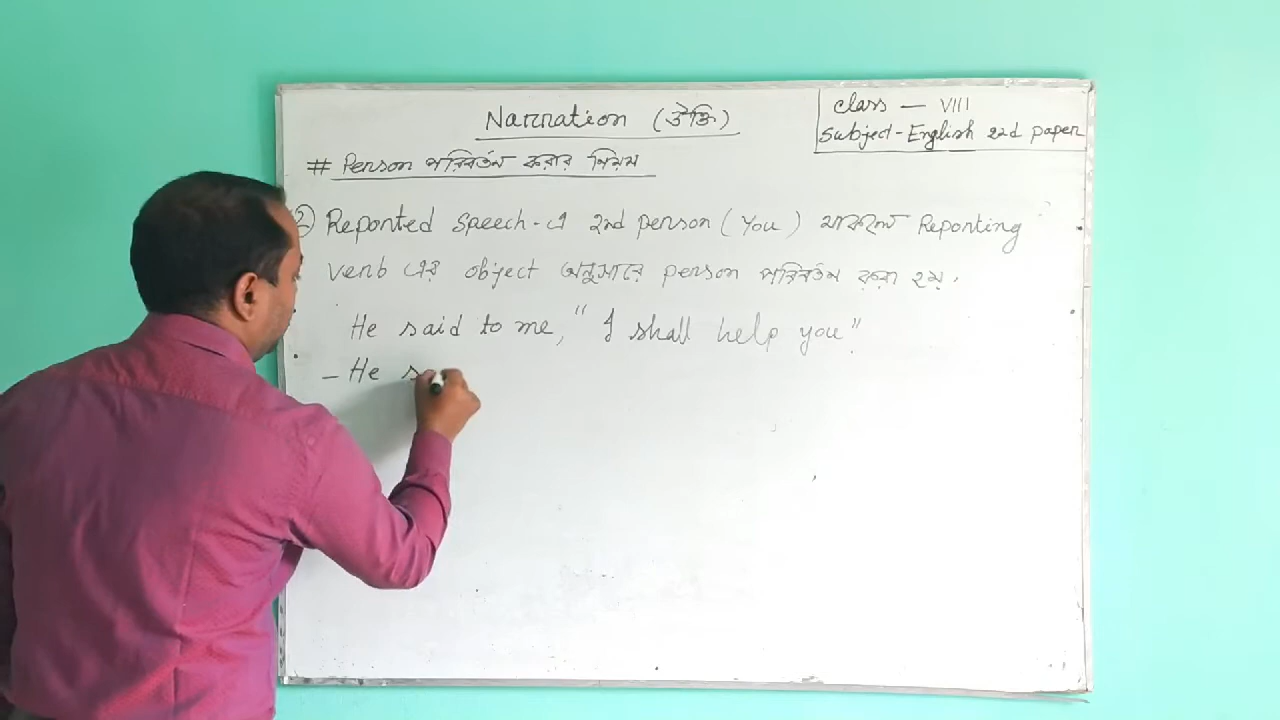 Narration (উক্তি)
Class — VIII
Subject-English 2nd paper
# Person পরিবর্তন করার নিয়ম
② Reported speech-এ 2nd person (You) থাকলে Reporting
verb এর object অনুসারে person পরিবর্তন করা হয়.
He said to me, "I shall help you".
– He s